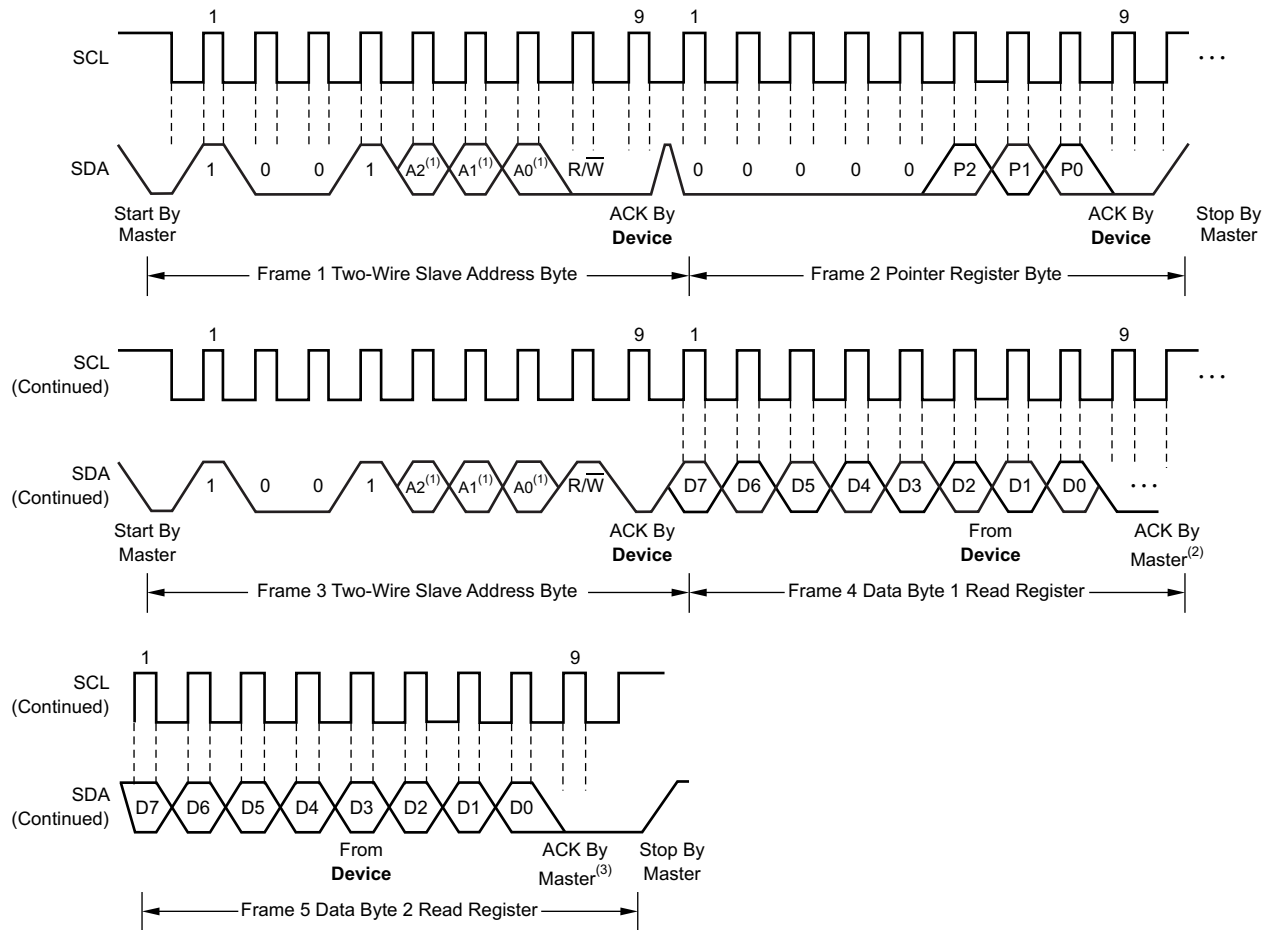 1 9 1 9
SCL
...
SDA
1 0 0 1 A2(1) A1(1) A0(1) R/W 0 0 0 0 0 P2 P1 P0
Start By
Master
ACK By
Device
ACK By
Device
Stop By
Master
Frame 1 Two-Wire Slave Address Byte
Frame 2 Pointer Register Byte
1 9 1 9
SCL
(Continued)
...
SDA
(Continued)
1 0 0 1 A2(1) A1(1) A0(1) R/W D7 D6 D5 D4 D3 D2 D1 D0 ...
Start By
Master
ACK By
Device
From
Device
ACK By
Master(2)
Frame 3 Two-Wire Slave Address Byte
Frame 4 Data Byte 1 Read Register
1 9
SCL
(Continued)
SDA
(Continued)
D7 D6 D5 D4 D3 D2 D1 D0
From
Device
ACK By
Master(3)
Stop By
Master
Frame 5 Data Byte 2 Read Register